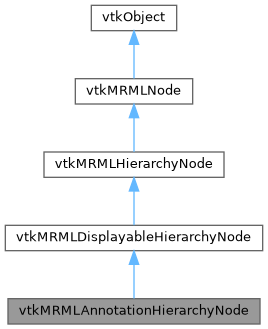 vtkObject
vtkMRMLNode
vtkMRMLHierarchyNode
vtkMRMLDisplayableHierarchyNode
vtkMRMLAnnotationHierarchyNode